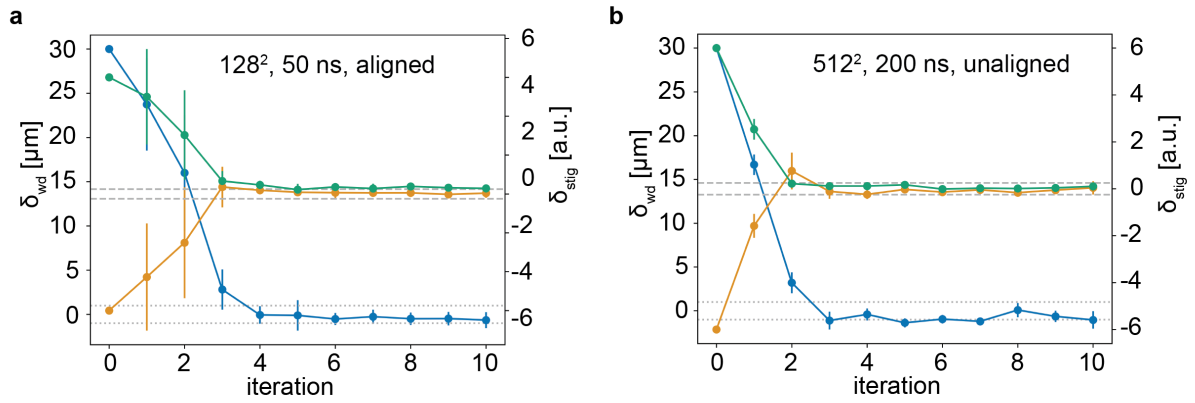 a
128², 50 ns, aligned
δwd [μm]
30
25
20
15
10
5
0
6
4
2
0
-2
-4
-6
δstig [a.u.]
0 2 4 6 8 10
iteration
b
512², 200 ns, unaligned
δwd [μm]
30
25
20
15
10
5
0
6
4
2
0
-2
-4
-6
δstig [a.u.]
0 2 4 6 8 10
iteration